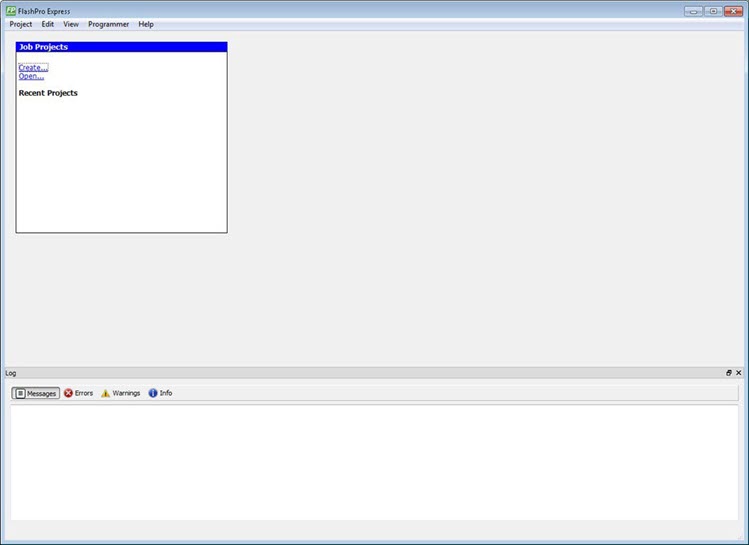 FlashPro Express
Project Edit View Programmer Help
Job Projects
Create...
Open...
Recent Projects
Log
Messages Errors Warnings Info